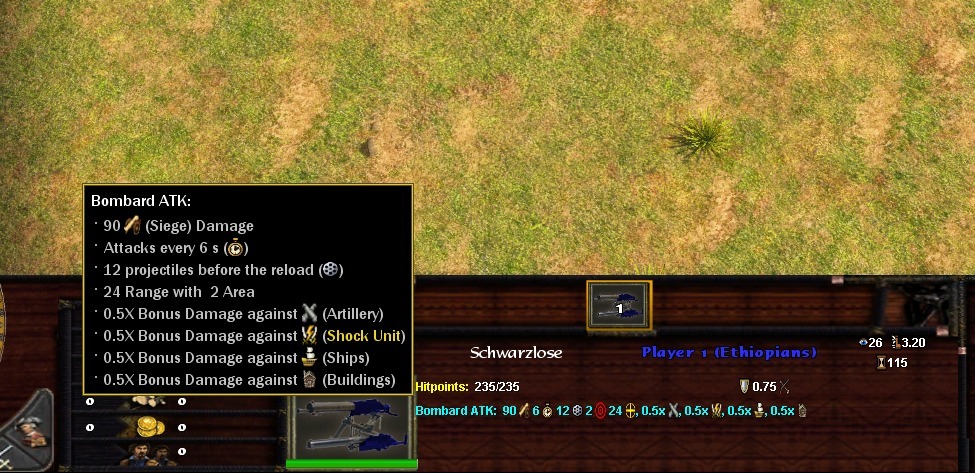 Bombard ATK:
· 90 (Siege) Damage
· Attacks every 6 s ( )
· 12 projectiles before the reload ( )
· 24 Range with 2 Area
· 0.5X Bonus Damage against (Artillery)
· 0.5X Bonus Damage against (Shock Unit)
· 0.5X Bonus Damage against (Ships)
· 0.5X Bonus Damage against (Buildings)
1
Schwarzlose
Player 1 (Ethiopians)
26 3.20
115
Hitpoints: 235/235
0.75
Bombard ATK: 90 6 12 2 24 , 0.5x , 0.5x , 0.5x , 0.5x
0 0
0 0
0